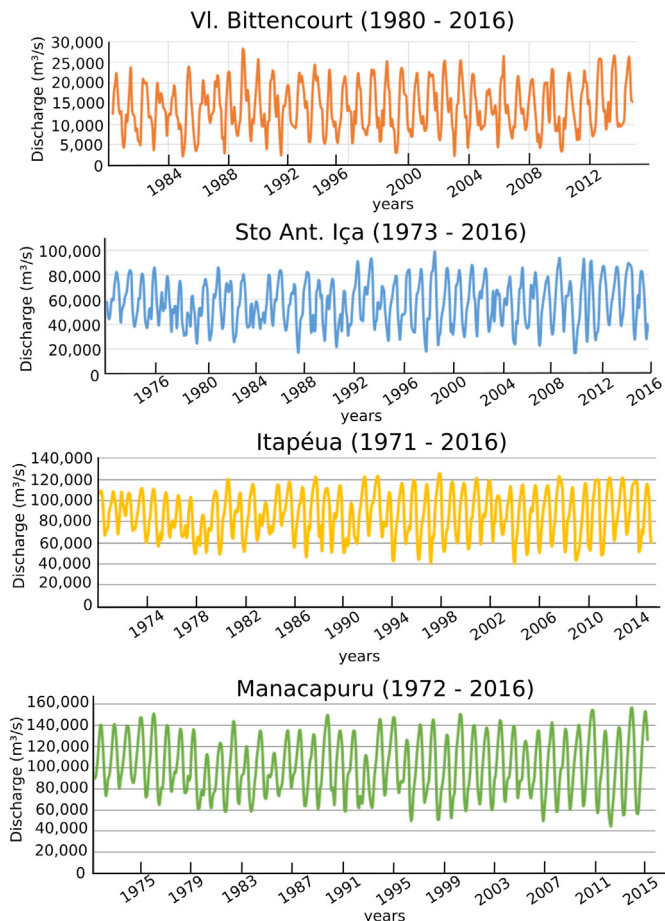 Vl. Bittencourt (1980 - 2016)
Discharge (m³/s)
30,000
25,000
20,000
15,000
10,000
5,000
0
1984 1988 1992 1996 2000 2004 2008 2012
years
Sto Ant. Iça (1973 - 2016)
Discharge (m³/s)
100,000
80,000
60,000
40,000
20,000
0
1976 1980 1984 1988 1992 1996 2000 2004 2008 2012 2016
years
Itapéua (1971 - 2016)
Discharge (m³/s)
140,000
120,000
100,000
80,000
60,000
40,000
20,000
0
1974 1978 1982 1986 1990 1994 1998 2002 2006 2010 2014
years
Manacapuru (1972 - 2016)
Discharge (m³/s)
160,000
140,000
120,000
100,000
80,000
60,000
40,000
20,000
0
1975 1979 1983 1987 1991 1995 1999 2003 2007 2011 2015
years